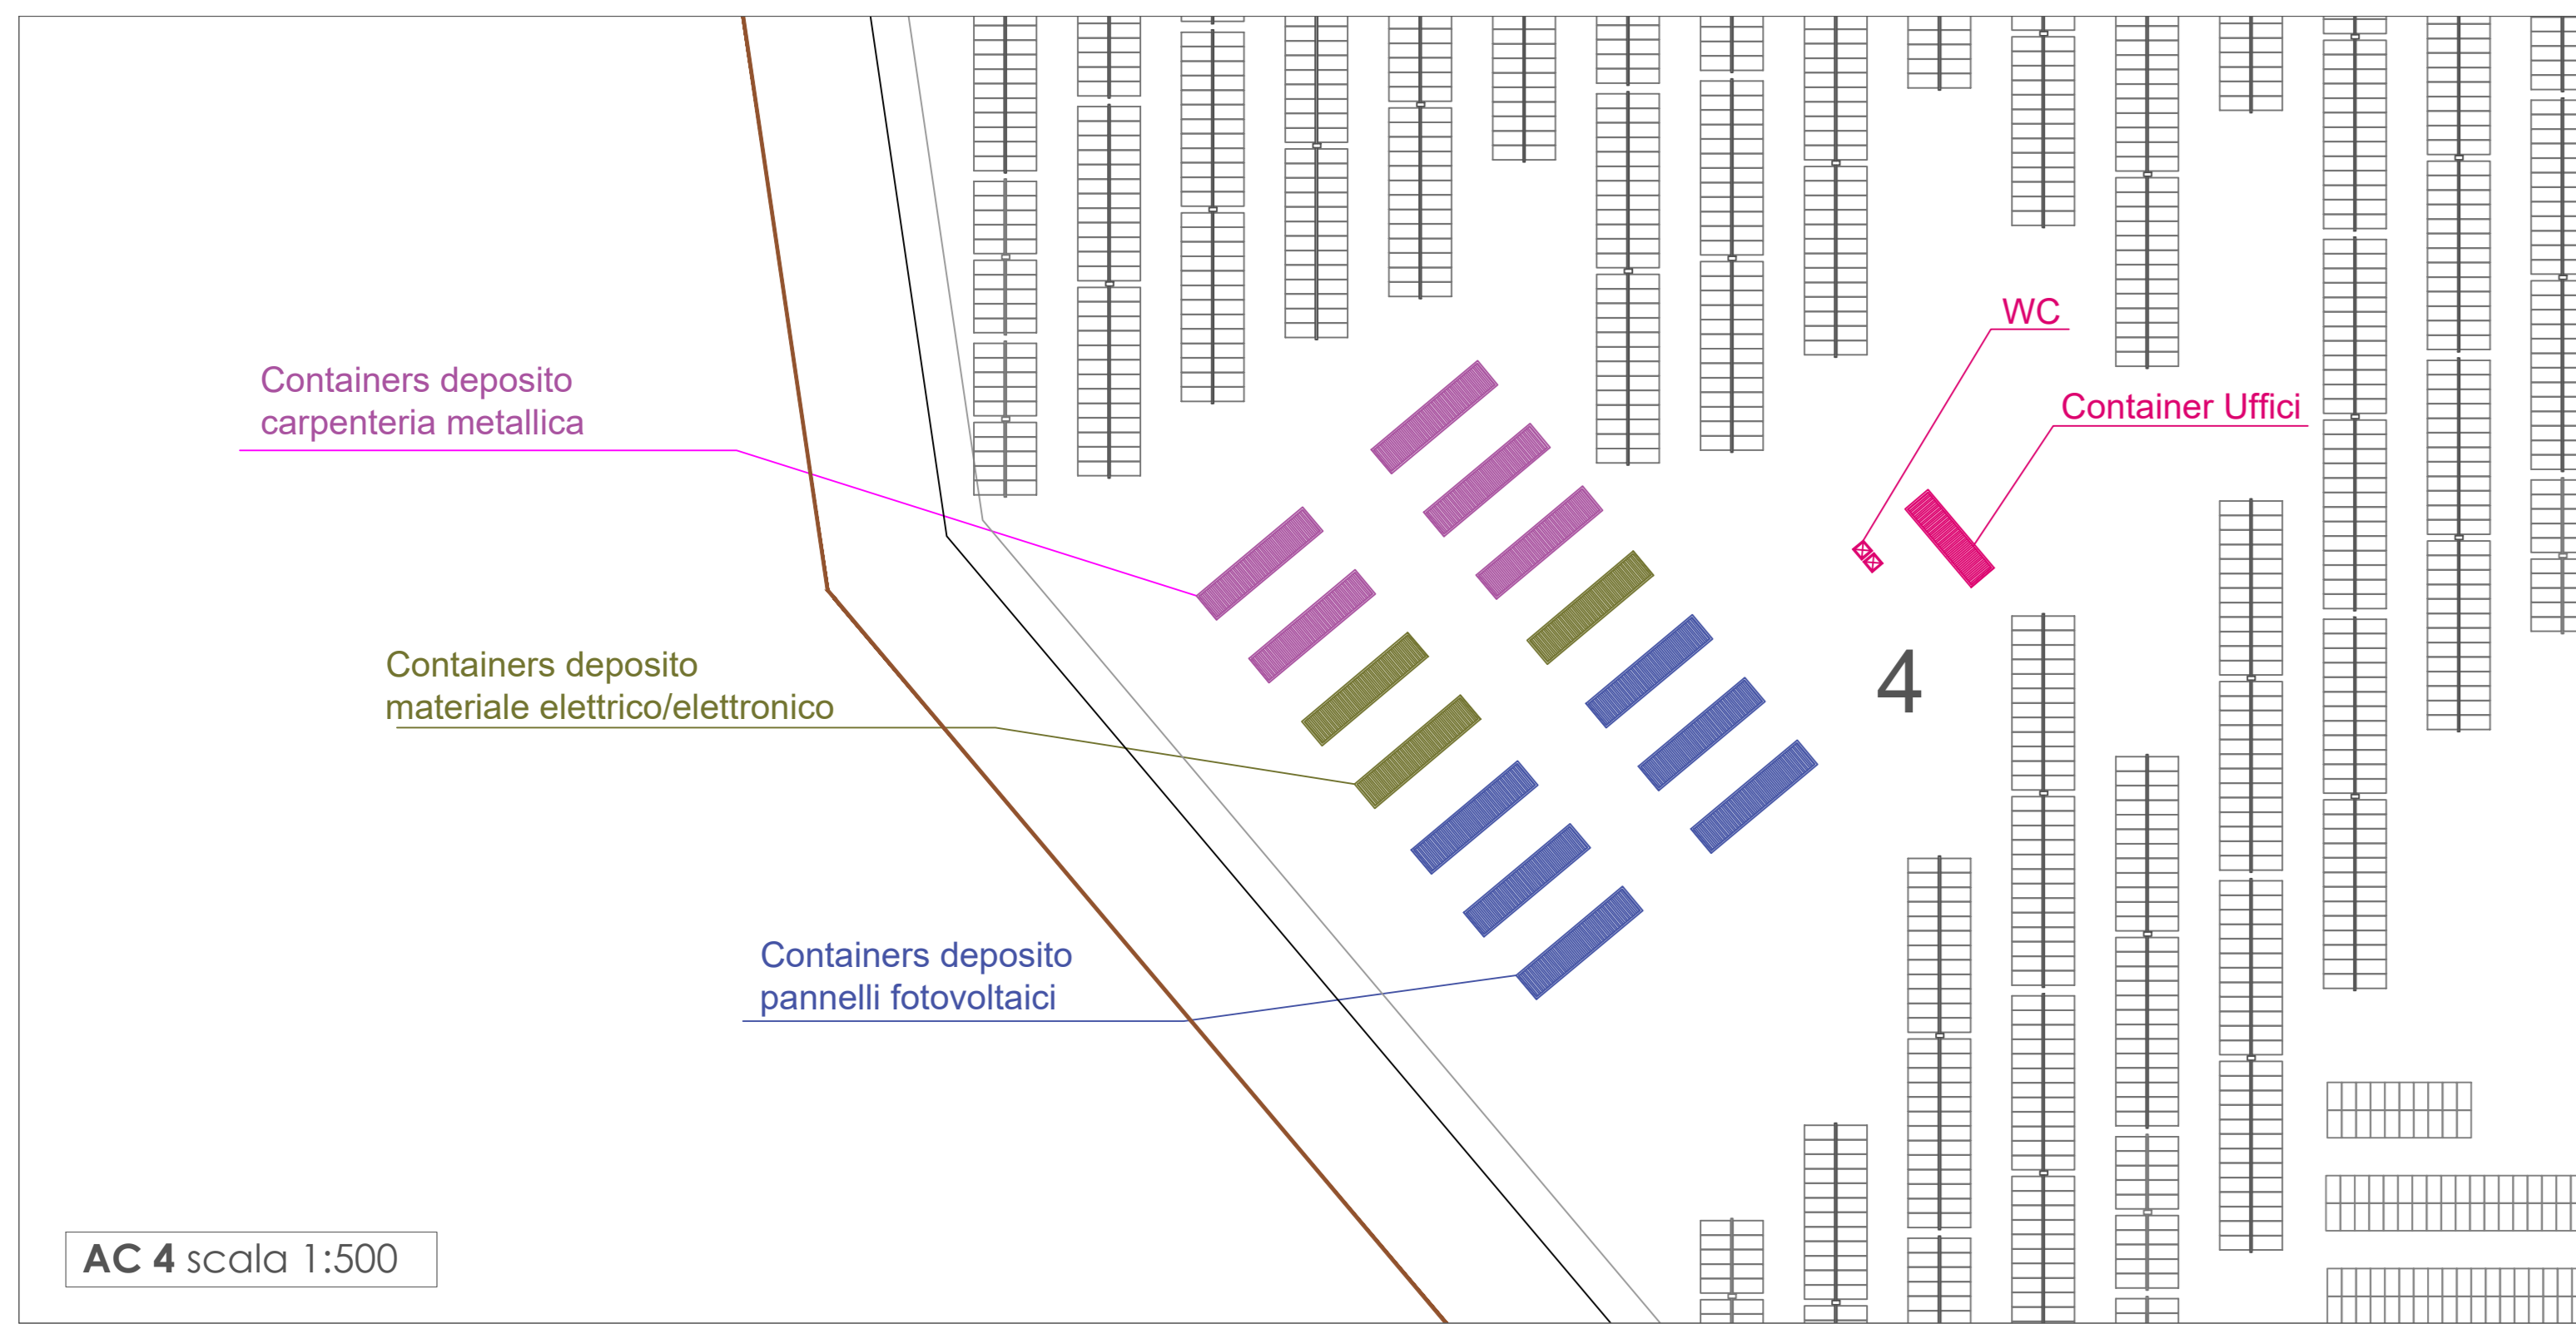 WC
Container Uffici
Containers deposito
carpenteria metallica
Containers deposito
materiale elettrico/elettronico
4
Containers deposito
pannelli fotovoltaici
AC 4 scala 1:500